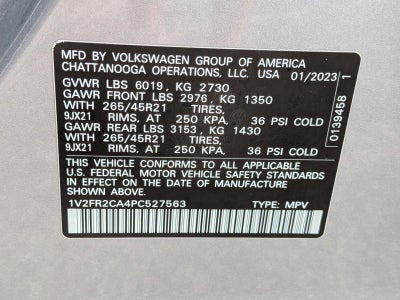 MFD BY VOLKSWAGEN GROUP OF AMERICA
CHATTANOOGA OPERATIONS, LLC. USA 01/2023
GVWR LBS 6019, KG 2730
GAWR FRONT LBS 2976, KG 1350
WITH 265/45R21 TIRES,
9JX21 RIMS, AT 250 KPA, 36 PSI COLD
GAWR REAR LBS 3153, KG 1430
WITH 265/45R21 TIRES,
9JX21 RIMS, AT 250 KPA, 36 PSI COLD
THIS VEHICLE CONFORMS TO ALL APPLICABLE
U.S. FEDERAL MOTOR VEHICLE SAFETY STANDARDS
IN EFFECT ON THE DATE OF MANUFACTURE
SHOWN ABOVE.
1V2FR2CA4PC527563 TYPE: MPV
0139458 1